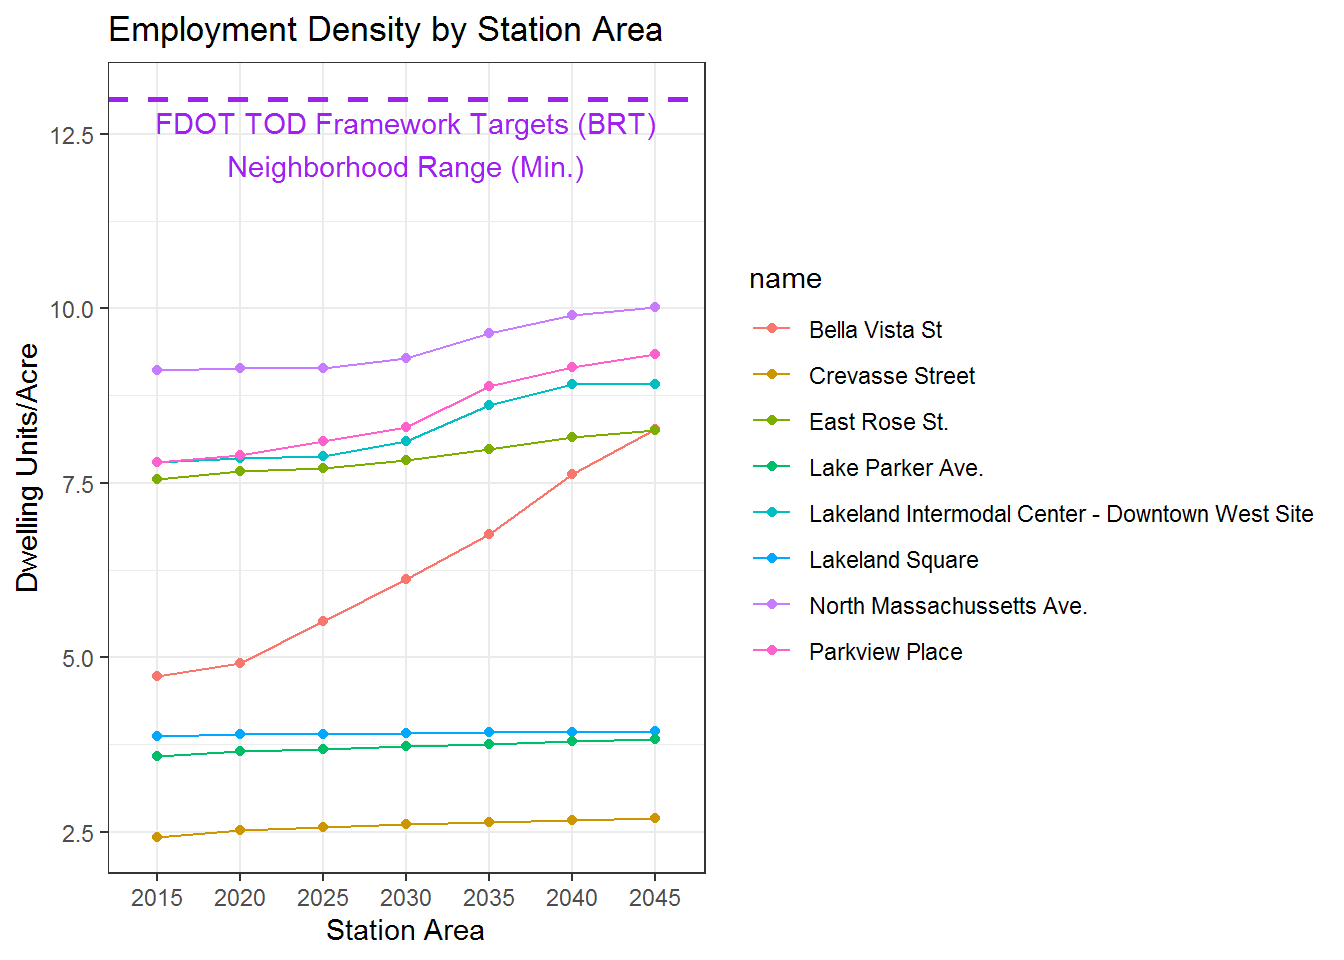 Employment Density by Station Area
FDOT TOD Framework Targets (BRT)
Neighborhood Range (Min.)
12.5
10.0
7.5
5.0
2.5
Dwelling Units/Acre
2015 2020 2025 2030 2035 2040 2045
Station Area
name
Bella Vista St
Crevasse Street
East Rose St.
Lake Parker Ave.
Lakeland Intermodal Center - Downtown West Site
Lakeland Square
North Massachussetts Ave.
Parkview Place